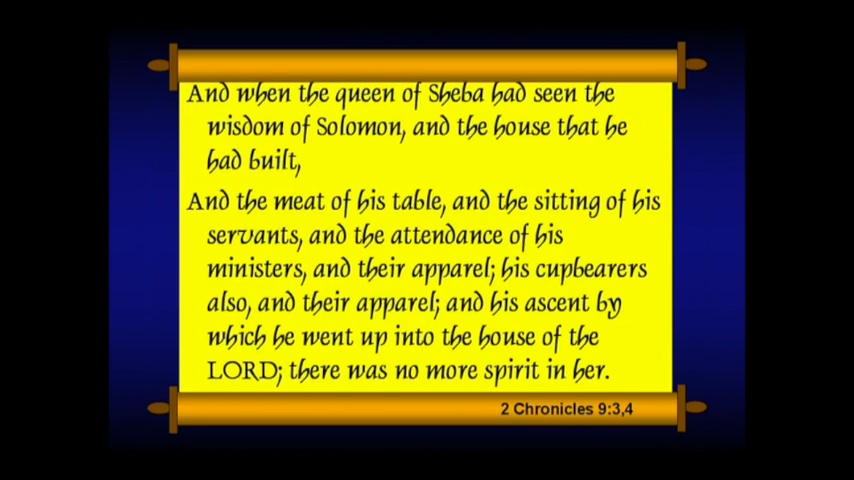 And when the queen of Sheba had seen the
wisdom of Solomon, and the house that he
had built,
And the meat of his table, and the sitting of his
servants, and the attendance of his
ministers, and their apparel; his cupbearers
also, and their apparel; and his ascent by
which he went up into the house of the
LORD; there was no more spirit in her.
2 Chronicles 9:3,4